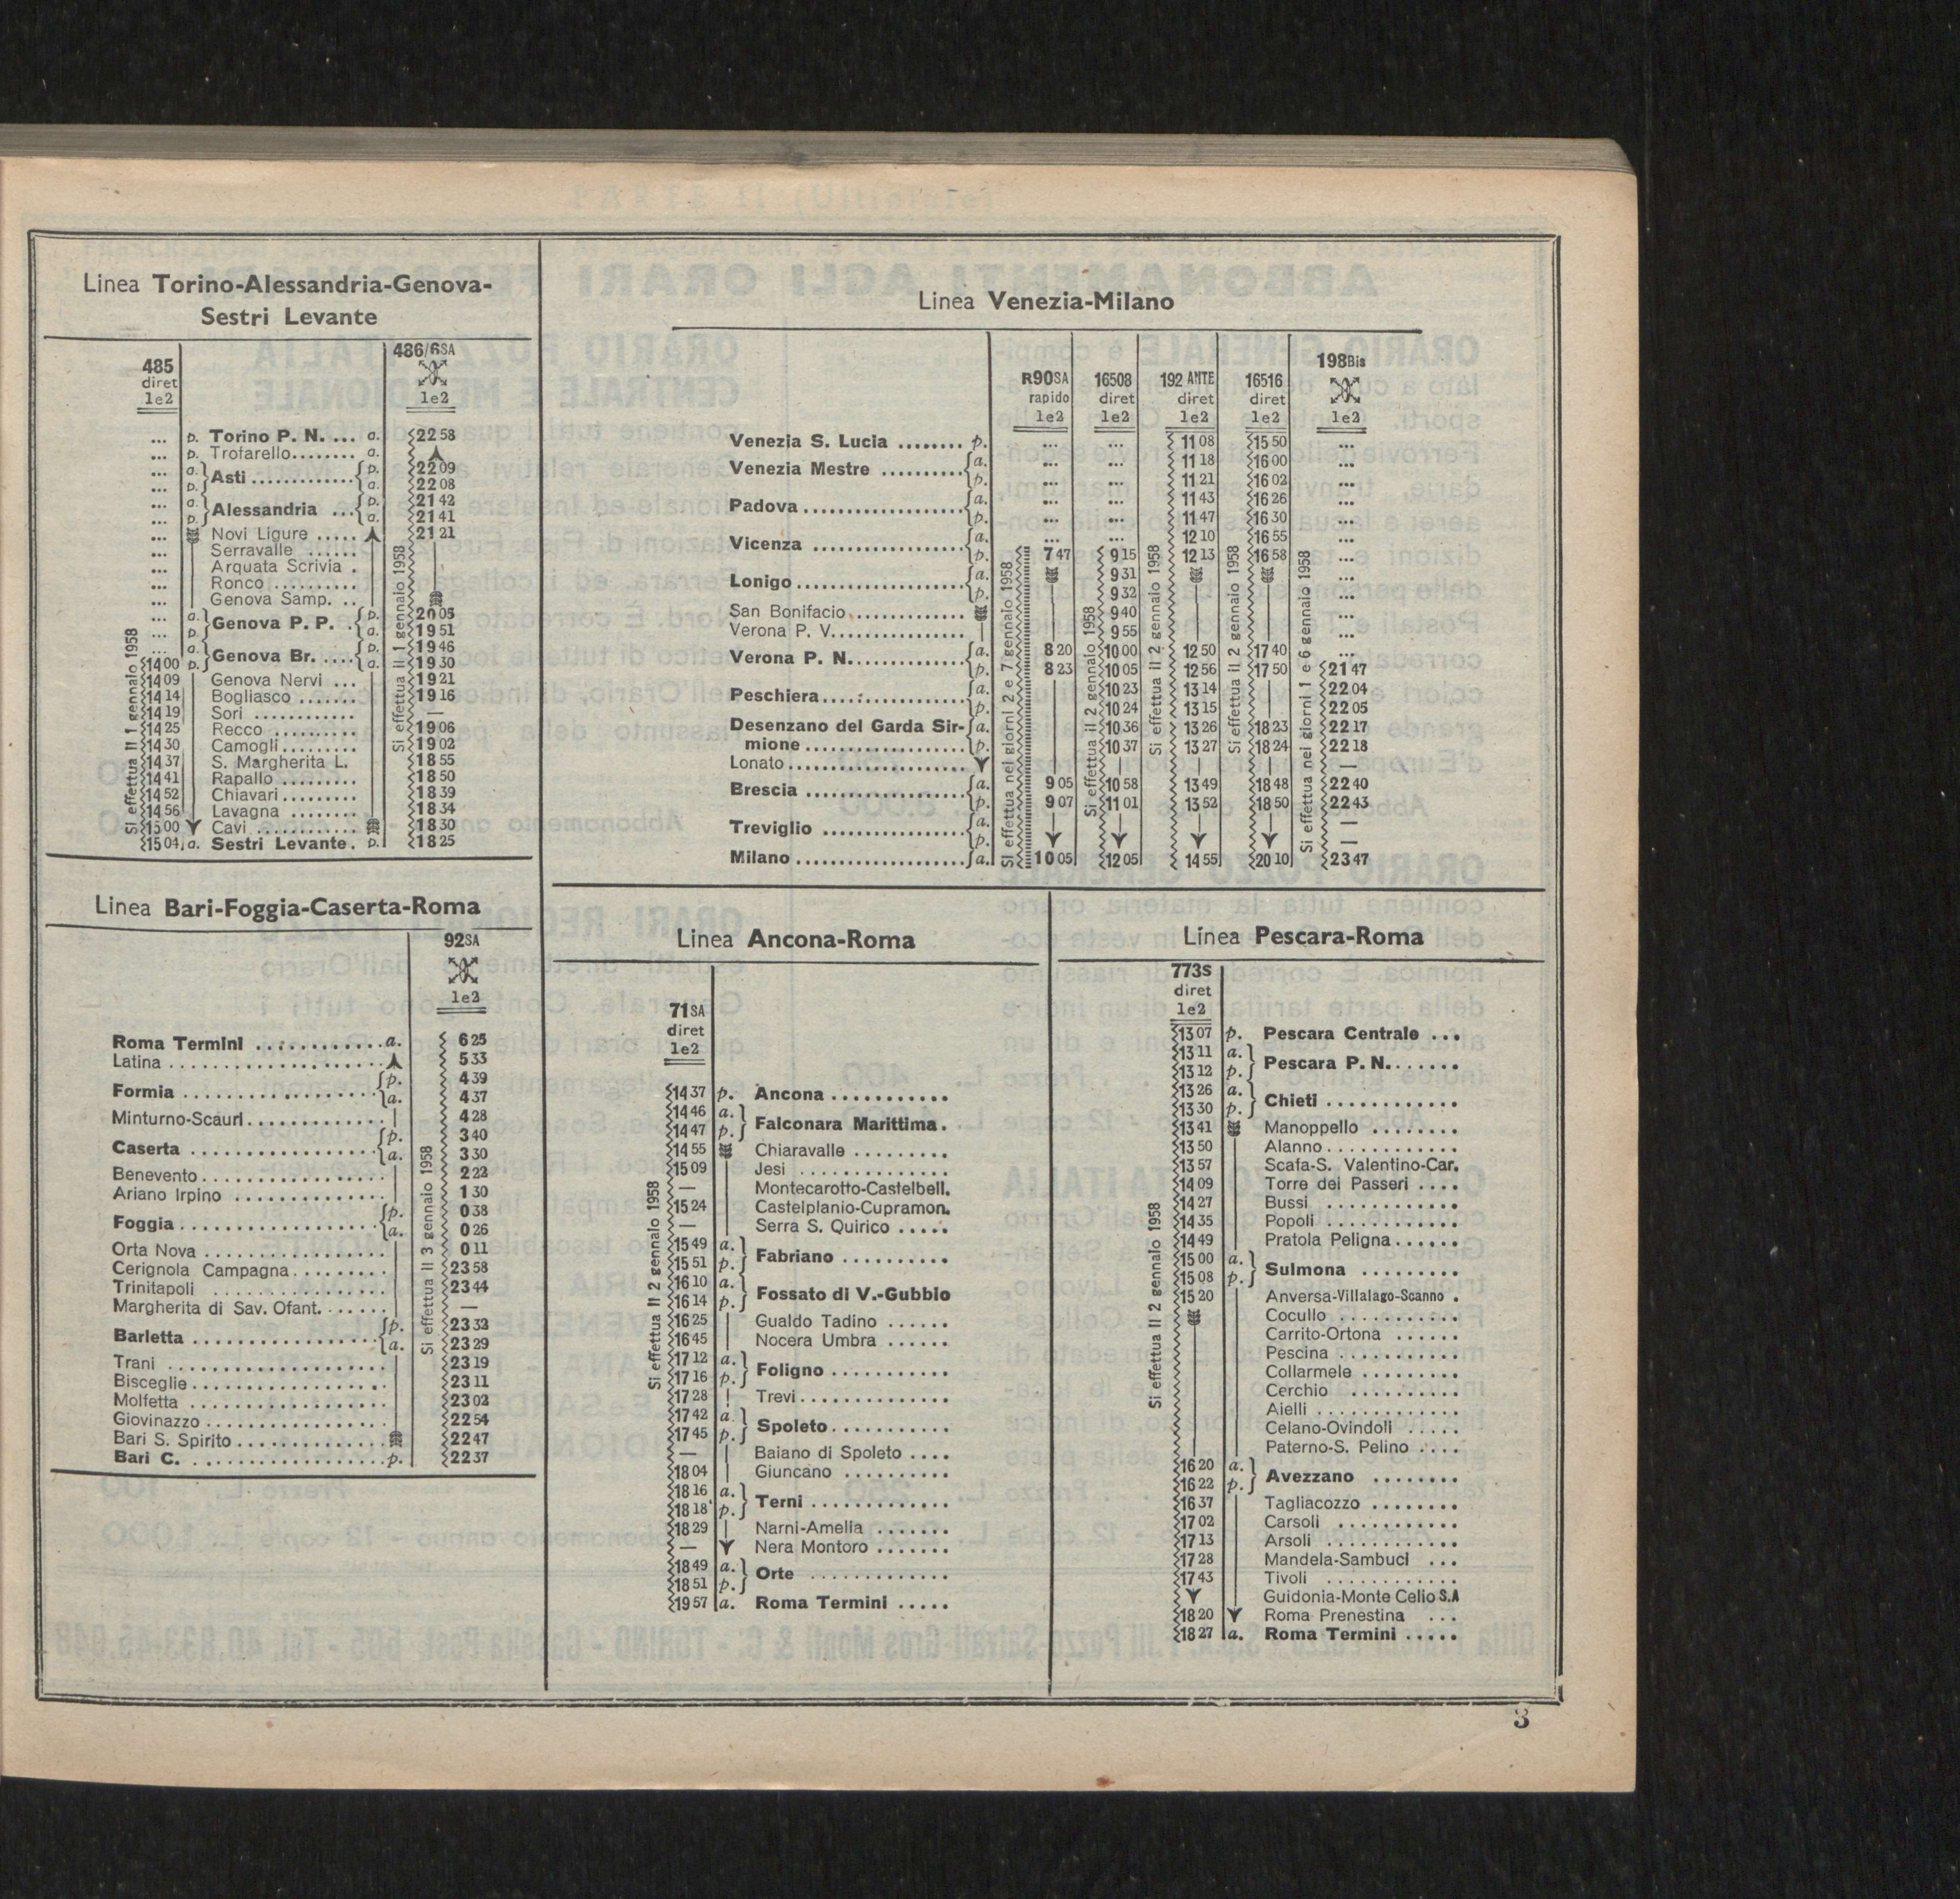 Linea Torino-Alessandria-Genova-
Sestri Levante
485 486/6SA
diret
1e2 1e2
... p. Torino P. N. ... a. 22 58
... p. Trofarello........ a.
... a. Asti ............. p. 22 09
... p. a. 22 08
... a. Alessandria ... p. 21 42
... p. a. 21 41
... Novi Ligure ..... 21 21
... Serravalle ......
... Arquata Scrivia .
... Ronco ..........
... Genova Samp. ..
... a. Genova P. P. . p. 20 05
... p. a. 19 51
... a. Genova Br. .... p. 19 46
14 00 p. a. 19 30
14 09 Genova Nervi ... 19 21
14 14 Bogliasco ....... 19 16
14 19 Sori ............ —
14 25 Recco .......... 19 06
14 30 Camogli......... 19 02
14 37 S. Margherita L. 18 55
14 41 Rapallo ......... 18 50
14 52 Chiavari......... 18 39
14 56 Lavagna ........ 18 34
15 00 Cavi ............ 18 30
15 04 a. Sestri Levante. p. 18 25
Si effettua il 1 gennaio 1958
Si effettua il 1 gennaio 1958
Linea Venezia-Milano
R90SA 16508 192 ANTE 16516 198Bis
rapido diret diret diret
1e2 1e2 1e2 1e2 1e2
Venezia S. Lucia ........ p. ... ... 11 08 15 50 ...
Venezia Mestre .......... a. ... ... 11 18 16 00 ...
p. ... ... 11 21 16 02 ...
Padova.................. a. ... ... 11 43 16 26 ...
p. ... ... 11 47 16 30 ...
Vicenza ................. a. ... ... 12 10 16 55 ...
p. 7 47 9 15 12 13 16 58 ...
Lonigo................... a. 9 31 ...
p. 9 32 ...
San Bonifacio .............. 9 40 ...
Verona P. V................ 9 55 ...
Verona P. N.............. a. 8 20 10 00 12 50 17 40 ...
p. 8 23 10 05 12 56 17 50 21 47
Peschiera................ a. 10 23 13 14 22 04
p. 10 24 13 15 22 05
Desenzano del Garda Sir- a. 10 36 13 26 18 23 22 17
mione .................. p. 10 37 13 27 18 24 22 18
Lonato...................... —
Brescia .................. a. 9 05 10 58 13 49 18 48 22 40
p. 9 07 11 01 13 52 18 50 22 43
Treviglio ................ a. —
p. —
Milano ................... a. 10 05 12 05 14 55 20 10 23 47
Si effettua nei giorni 2 e 7 gennaio 1958
Si effettua il 2 gennaio 1958
Si effettua il 2 gennaio 1958
Si effettua il 2 gennaio 1958
Si effettua nei giorni 1 e 6 gennaio 1958
Linea Bari-Foggia-Caserta-Roma
92SA
1e2
Roma Termini ............ a. 6 25
Latina ..................... 5 33
Formia ................. p. 4 39
a. 4 37
Minturno-Scauri............. 4 28
Caserta ................. p. 3 40
a. 3 30
Benevento.................. 2 22
Ariano Irpino .............. 1 30
Foggia.................. p. 0 38
a. 0 26
Orta Nova ................. 0 11
Cerignola Campagna......... 23 58
Trinitapoli ................ 23 44
Margherita di Sav. Ofant....... —
Barletta ................ p. 23 32
a. 23 29
Trani ..................... 23 19
Bisceglie................... 23 11
Molfetta .................. 23 02
Giovinazzo................. 22 54
Bari S. Spirito.............. 22 47
Bari C. .................. p. 22 37
Si effettua il 3 gennaio 1958
Linea Ancona-Roma
71SA
diret
1e2
14 37 p. Ancona ...........
14 46 a. Falconara Marittima .
14 47 p.
14 55 Chiaravalle .........
15 09 Jesi ..............
— Montecarotto-Castelbell.
15 24 Castelplanio-Cupramon.
— Serra S. Quirico .....
15 49 a. Fabriano ..........
15 51 p.
16 10 a. Fossato di V.-Gubbio
16 14 p.
16 25 Gualdo Tadino ......
16 45 Nocera Umbra ......
17 12 a. Foligno ...........
17 16 p.
17 28 Trevi..............
17 42 a. Spoleto...........
17 45 p.
— Baiano di Spoleto ....
18 04 Giuncano ..........
18 16 a. Terni .............
18 18 p.
18 29 Narni-Amelia .......
— Nera Montoro .......
18 49 a. Orte .............
18 51 p.
19 57 a. Roma Termini .....
Si effettua il 2 gennaio 1958
Linea Pescara-Roma
773S
diret
1e2
13 07 p. Pescara Centrale ...
13 11 a. Pescara P. N.......
13 12 p.
13 26 a. Chieti ............
13 30 p.
13 41 Manoppello ........
13 50 Alanno............
13 57 Scafa-S. Valentino-Car.
14 09 Torre dei Passeri ....
14 27 Bussi ............
14 35 Popoli ............
14 49 Pratola Peligna......
15 00 a. Sulmona .........
15 08 p.
15 20 Anversa-Villalago-Scanno .
Cocullo ...........
Carrito-Ortona ......
Pescina ...........
Collarmele .........
Cerchio ..........
Aielli .............
Celano-Ovindoli .....
Paterno-S. Pelino ....
16 20 a. Avezzano ........
16 22 p.
16 37 Tagliacozzo ........
17 02 Carsoli ...........
17 13 Arsoli ............
17 28 Mandela-Sambuci ...
17 43 Tivoli ............
Guidonia-Monte Celio S.A
18 20 Roma Prenestina ...
18 27 a. Roma Termini .....
Si effettua il 2 gennaio 1958
3